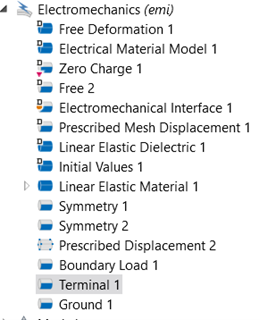 Electromechanics (emi)
D Free Deformation 1
D Electrical Material Model 1
D Zero Charge 1
D Free 2
D Electromechanical Interface 1
D Prescribed Mesh Displacement 1
D Linear Elastic Dielectric 1
D Initial Values 1
Linear Elastic Material 1
Symmetry 1
Symmetry 2
Prescribed Displacement 2
Boundary Load 1
Terminal 1
Ground 1